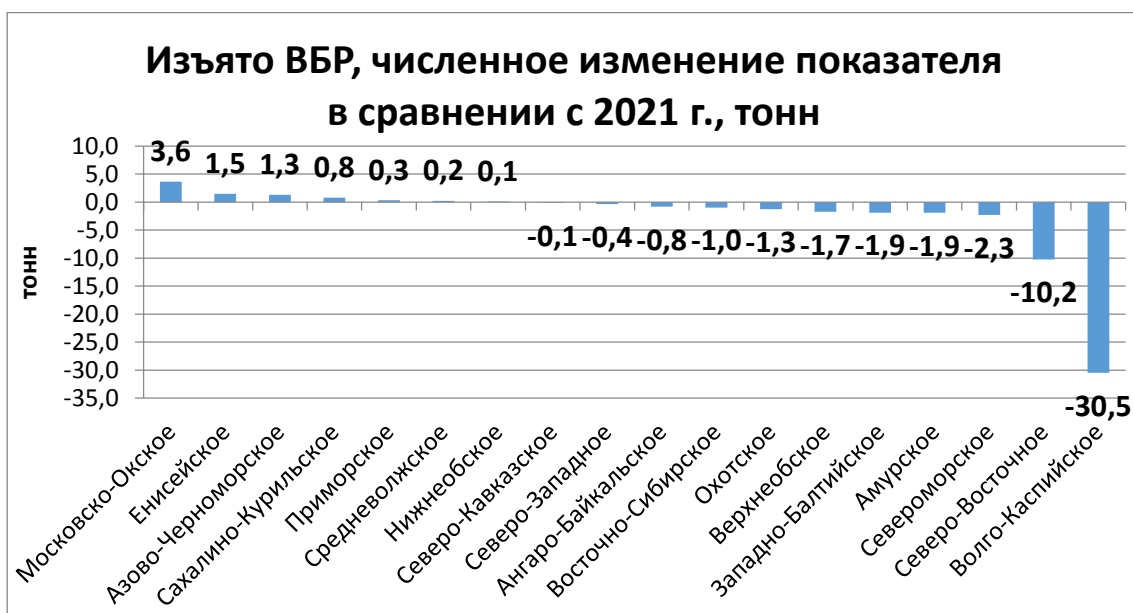 Изъято ВБР, численное изменение показателя
в сравнении с 2021 г., тонн
тонн
10,0
5,0
0,0
-5,0
-10,0
-15,0
-20,0
-25,0
-30,0
-35,0
3,6
1,5
1,3
0,8
0,3
0,2
0,1
-0,1
-0,4
-0,8
-1,0
-1,3
-1,7
-1,9
-1,9
-2,3
-10,2
-30,5
Московско-Окское
Енисейское
Азово-Черноморское
Сахалино-Курильское
Приморское
Средневолжское
Нижнеобское
Северо-Кавказское
Северо-Западное
Ангаро-Байкальское
Восточно-Сибирское
Охотское
Верхнеобское
Западно-Балтийское
Амурское
Североморское
Северо-Восточное
Волго-Каспийское